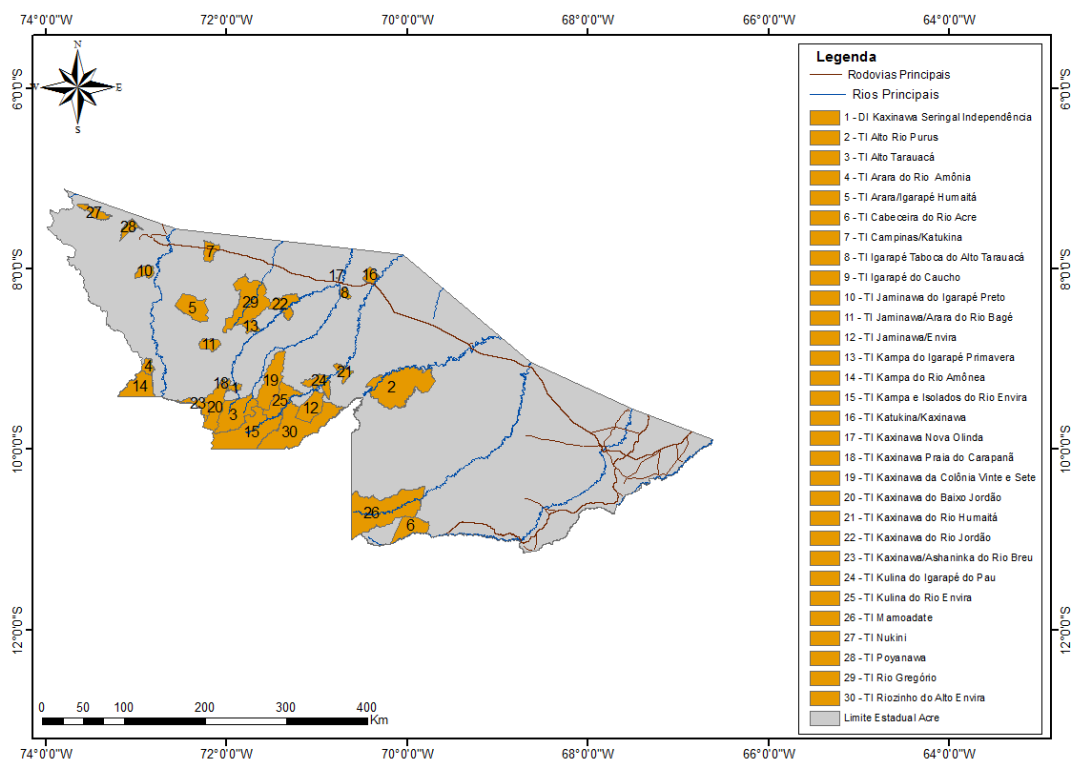 74°0'0"W 72°0'0"W 70°0'0"W 68°0'0"W 66°0'0"W 64°0'0"W
N
W E
S
6°0'0"S
8°0'0"S
10°0'0"S
12°0'0"S
6°0'0"S
8°0'0"S
10°0'0"S
12°0'0"S
27
28
7
10
17
16
8
5
29
22
13
11
4
14
18
1
19
24
21
2
23
20
3
25
12
15
30
26
6
0 50 100 200 300 400
Km
74°0'0"W 72°0'0"W 70°0'0"W 68°0'0"W 66°0'0"W 64°0'0"W
Legenda
Rodovias Principais
Rios Principais
1 - DI Kaxinawa Seringal Independência
2 - TI Alto Rio Purus
3 - TI Alto Tarauacá
4 - TI Arara do Rio Amônia
5 - TI Arara/Igarapé Humaitá
6 - TI Cabeceira do Rio Acre
7 - TI Campinas/Katukina
8 - TI Igarapé Taboca do Alto Tarauacá
9 - TI Igarapé do Caucho
10 - TI Jaminawa do Igarapé Preto
11 - TI Jaminawa/Arara do Rio Bagé
12 - TI Jaminawa/Envira
13 - TI Kampa do Igarapé Primavera
14 - TI Kampa do Rio Amônea
15 - TI Kampa e Isolados do Rio Envira
16 - TI Katukina/Kaxinawa
17 - TI Kaxinawa Nova Olinda
18 - TI Kaxinawa Praia do Carapanã
19 - TI Kaxinawa da Colônia Vinte e Sete
20 - TI Kaxinawa do Baixo Jordão
21 - TI Kaxinawa do Rio Humaitá
22 - TI Kaxinawa do Rio Jordão
23 - TI Kaxinawa/Ashaninka do Rio Breu
24 - TI Kulina do Igarapé do Pau
25 - TI Kulina do Rio Envira
26 - TI Mamoadate
27 - TI Nukini
28 - TI Poyanawa
29 - TI Rio Gregório
30 - TI Riozinho do Alto Envira
Limite Estadual Acre